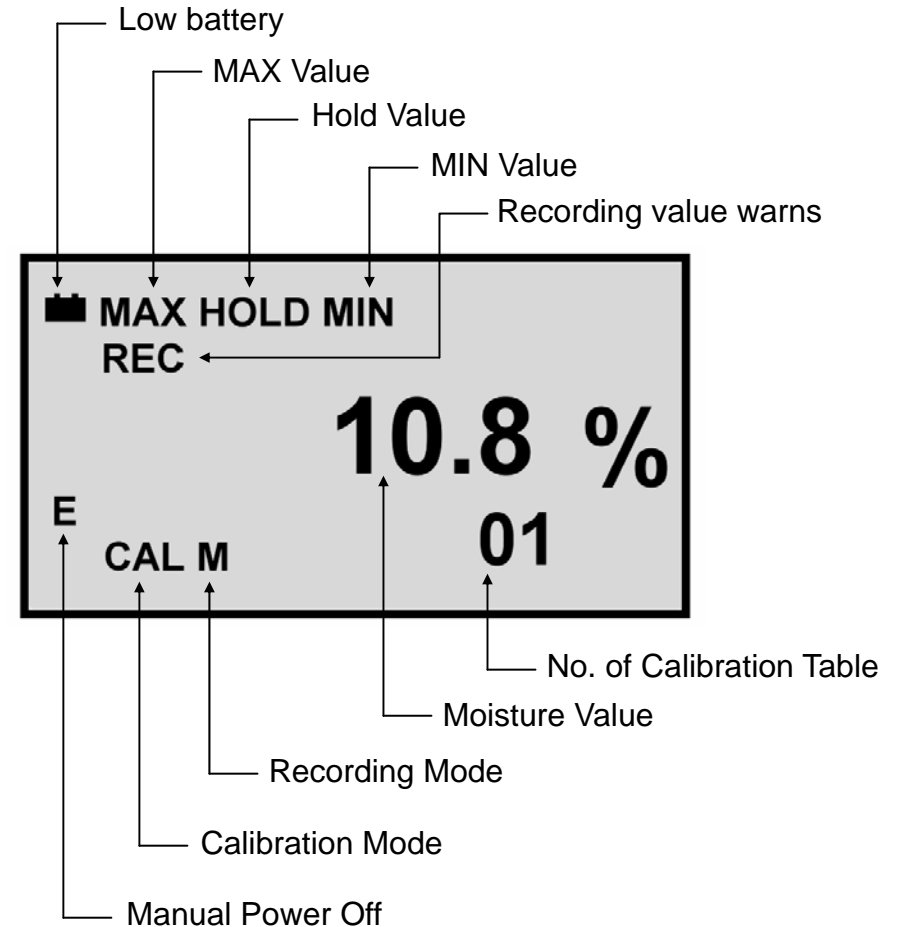 Low battery
MAX Value
Hold Value
MIN Value
Recording value warns
MAX HOLD MIN
REC
10.8 %
E
01
CAL M
No. of Calibration Table
Moisture Value
Recording Mode
Calibration Mode
Manual Power Off